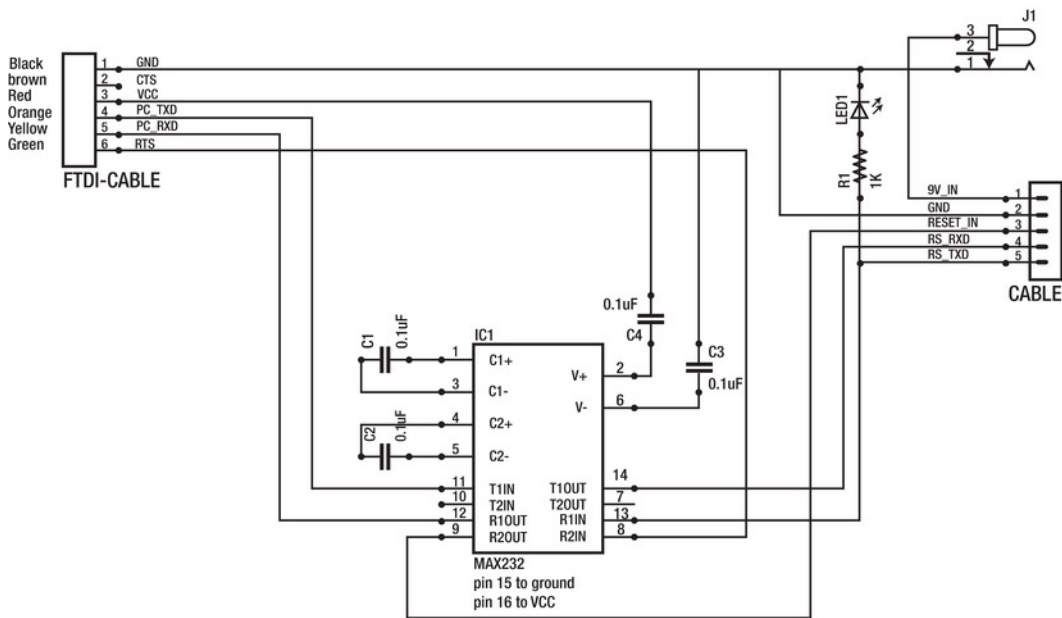 J1
3
2
1
Black
brown
Red
Orange
Yellow
Green
1 GND
2 CTS
3 VCC
4 PC_TXD
5 PC_RXD
6 RTS
FTDI-CABLE
LED1
R1
1K
9V_IN 1
GND 2
RESET_IN 3
RS_RXD 4
RS_TXD 5
CABLE
0.1uF
C4
C3
0.1uF
C1
0.1uF
C2
0.1uF
IC1
1 C1+
3 C1-
4 C2+
5 C2-
11 T1IN
10 T2IN
12 R1OUT
9 R2OUT
V+ 2
V- 6
T1OUT 14
T2OUT 7
R1IN 13
R2IN 8
MAX232
pin 15 to ground
pin 16 to VCC